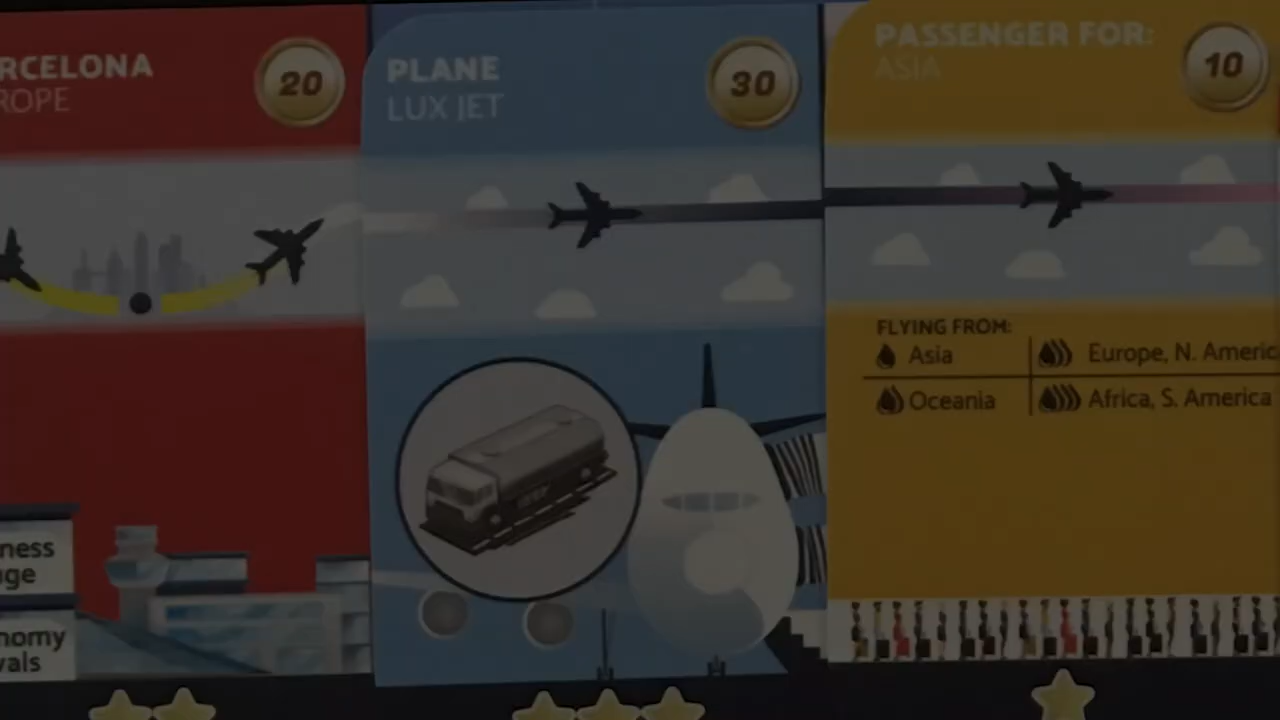 RCELONA
ROPE
20
ness
ge
nomy
vals
PLANE
LUX JET
30
PASSENGER FOR:
ASIA
10
FLYING FROM:
Asia
Europe, N. Americ
Oceania
Africa, S. America